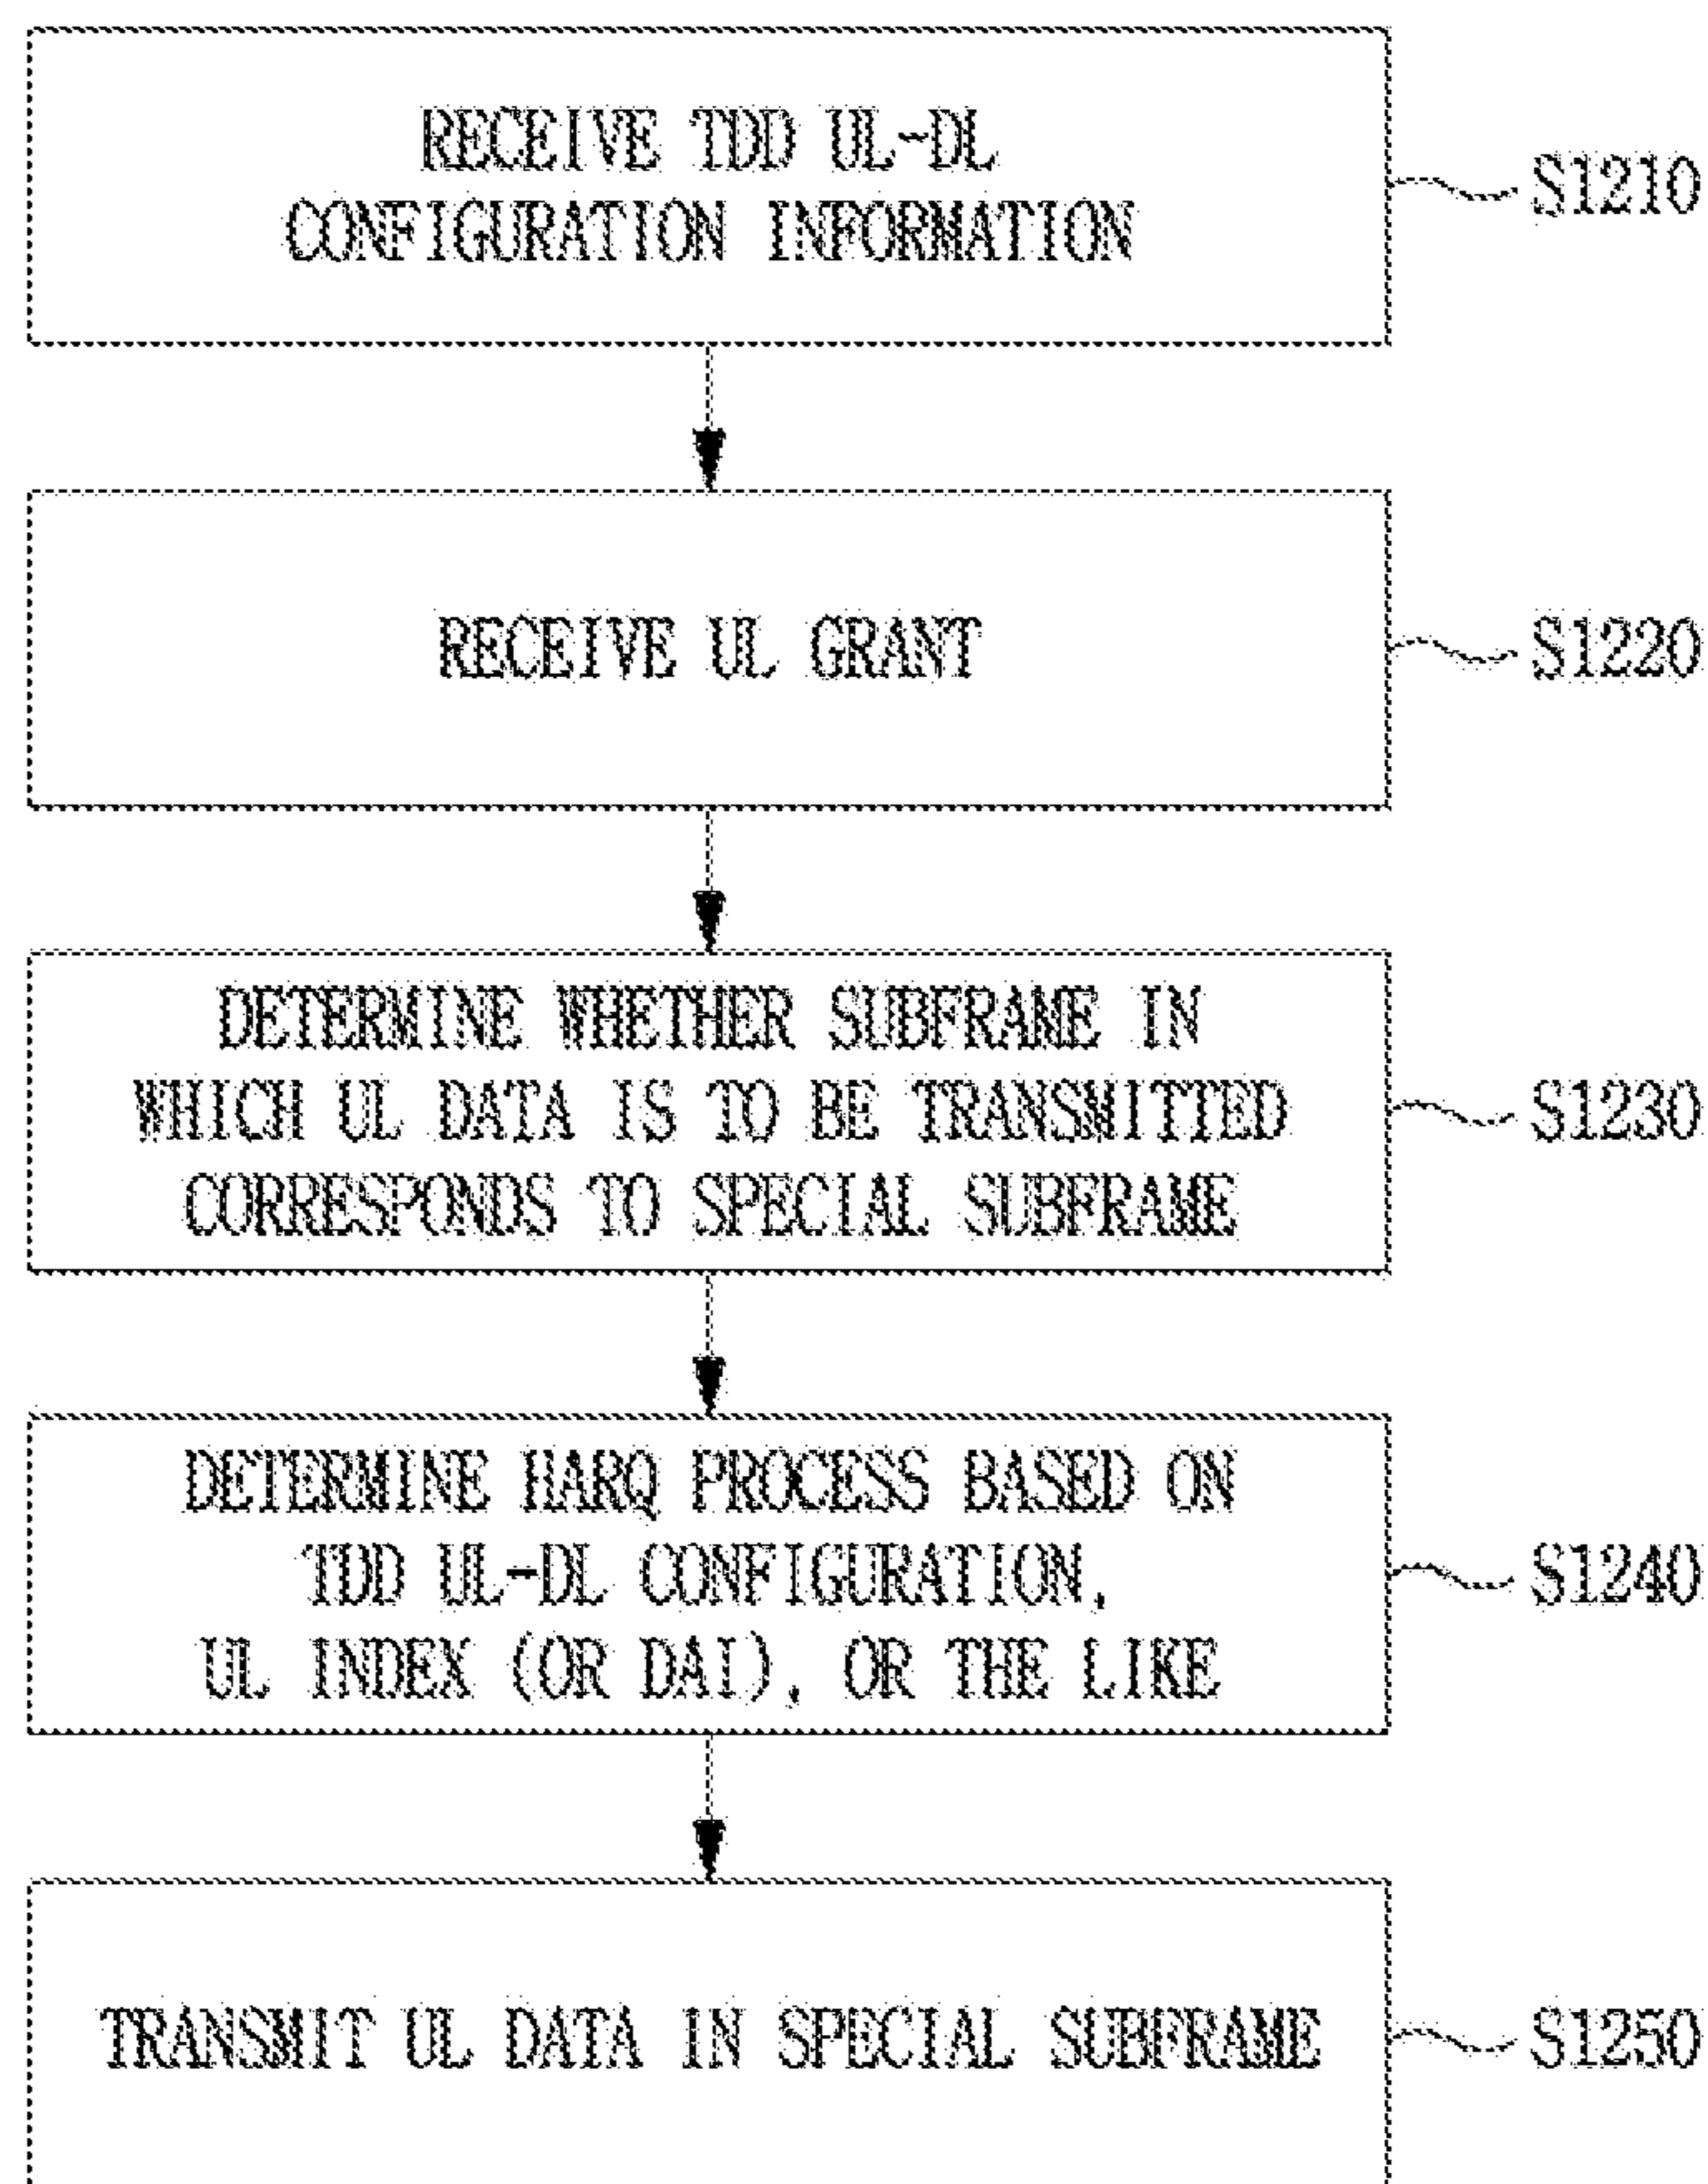 RECEIVE TDD UL-DL
CONFIGURATION INFORMATION
S1210
RECEIVE UL GRANT
S1220
DETERMINE WHETHER SUBFRAME IN
WHICH UL DATA IS TO BE TRANSMITTED
CORRESPONDS TO SPECIAL SUBFRAME
S1230
DETERMINE HARQ PROCESS BASED ON
TDD UL-DL CONFIGURATION,
UL INDEX (OR DAI), OR THE LIKE
S1240
TRANSMIT UL DATA IN SPECIAL SUBFRAME
S1250